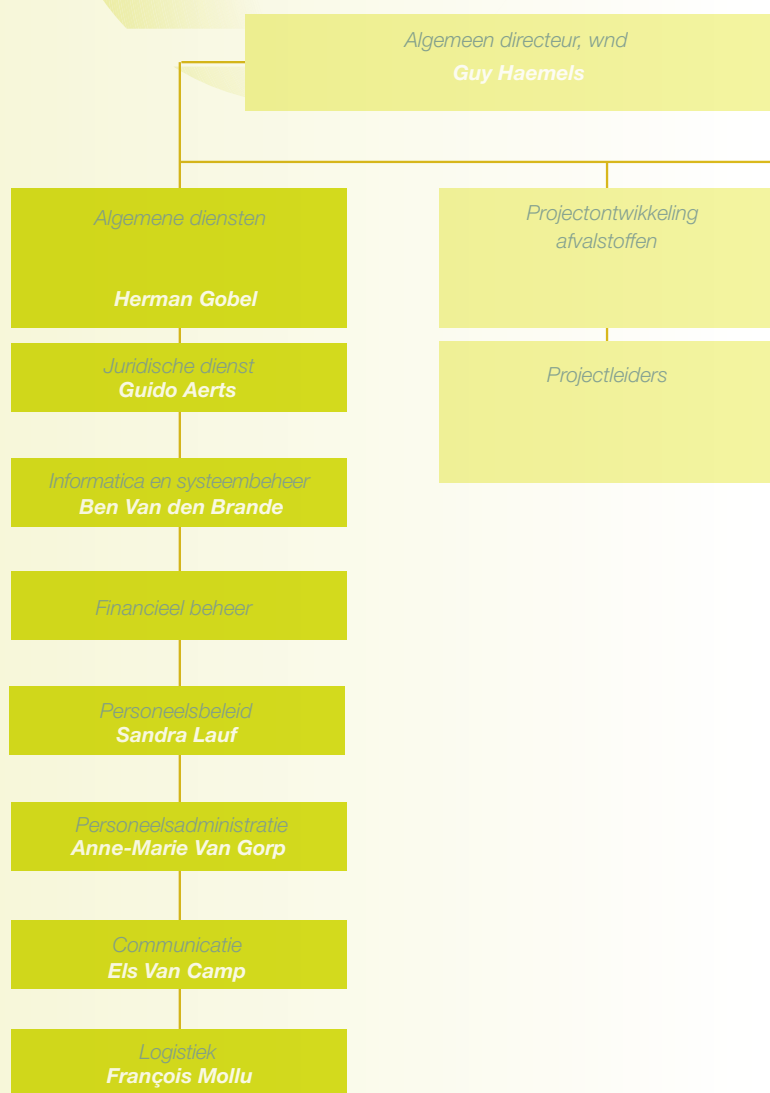 Algemeen directeur, wnd
Guy Haemels
Algemene diensten
Herman Gobel
Juridische dienst
Guido Aerts
Informatica en systeembeheer
Ben Van den Brande
Financieel beheer
Personeelsbeleid
Sandra Lauf
Personeelsadministratie
Anne-Marie Van Gorp
Communicatie
Els Van Camp
Logistiek
François Mollu
Projectontwikkeling
afvalstoffen
Projectleiders